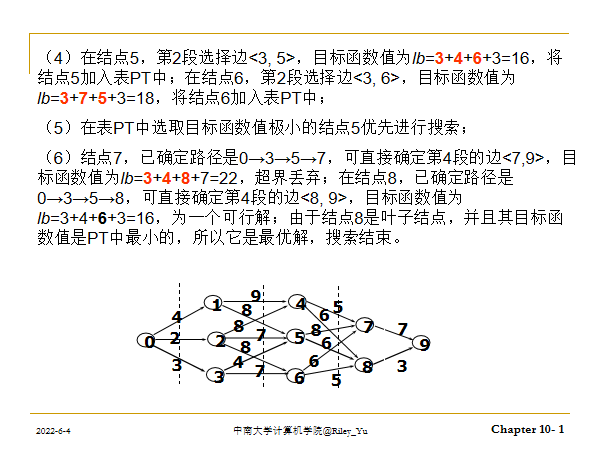 （4）在结点5，第2段选择边<3, 5>，目标函数值为lb=3+4+6+3=16，将
结点5加入表PT中；在结点6，第2段选择边<3, 6>，目标函数值为
lb=3+7+5+3=18，将结点6加入表PT中；
（5）在表PT中选取目标函数值极小的结点5优先进行搜索；
（6）结点7，已确定路径是0→3→5→7，可直接确定第4段的边<7,9>，目
标函数值为lb=3+4+8+7=22，超界丢弃；在结点8，已确定路径是
0→3→5→8，可直接确定第4段的边<8, 9>，目标函数值为
lb=3+4+6+3=16，为一个可行解；由于结点8是叶子结点，并且其目标函
数值是PT中最小的，所以它是最优解，搜索结束。
9
1 4 5
4 8 6
8 8 7 7
0 2 2 7 5 6 9
8
3 4 6 8 3
3 7 6 5
2022-6-4
中南大学计算机学院@Riley_Yu
Chapter 10- 1